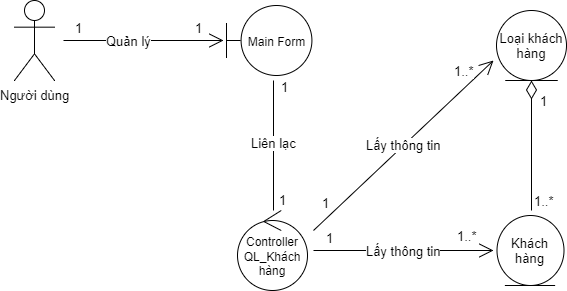 1
Quản lý
1
Người dùng
Main Form
1
Liên lạc
1
Controller
QL_Khách
hàng
1
Lấy thông tin
1..*
1
Lấy thông tin
1..*
Loại khách
hàng
1
1..*
Khách
hàng